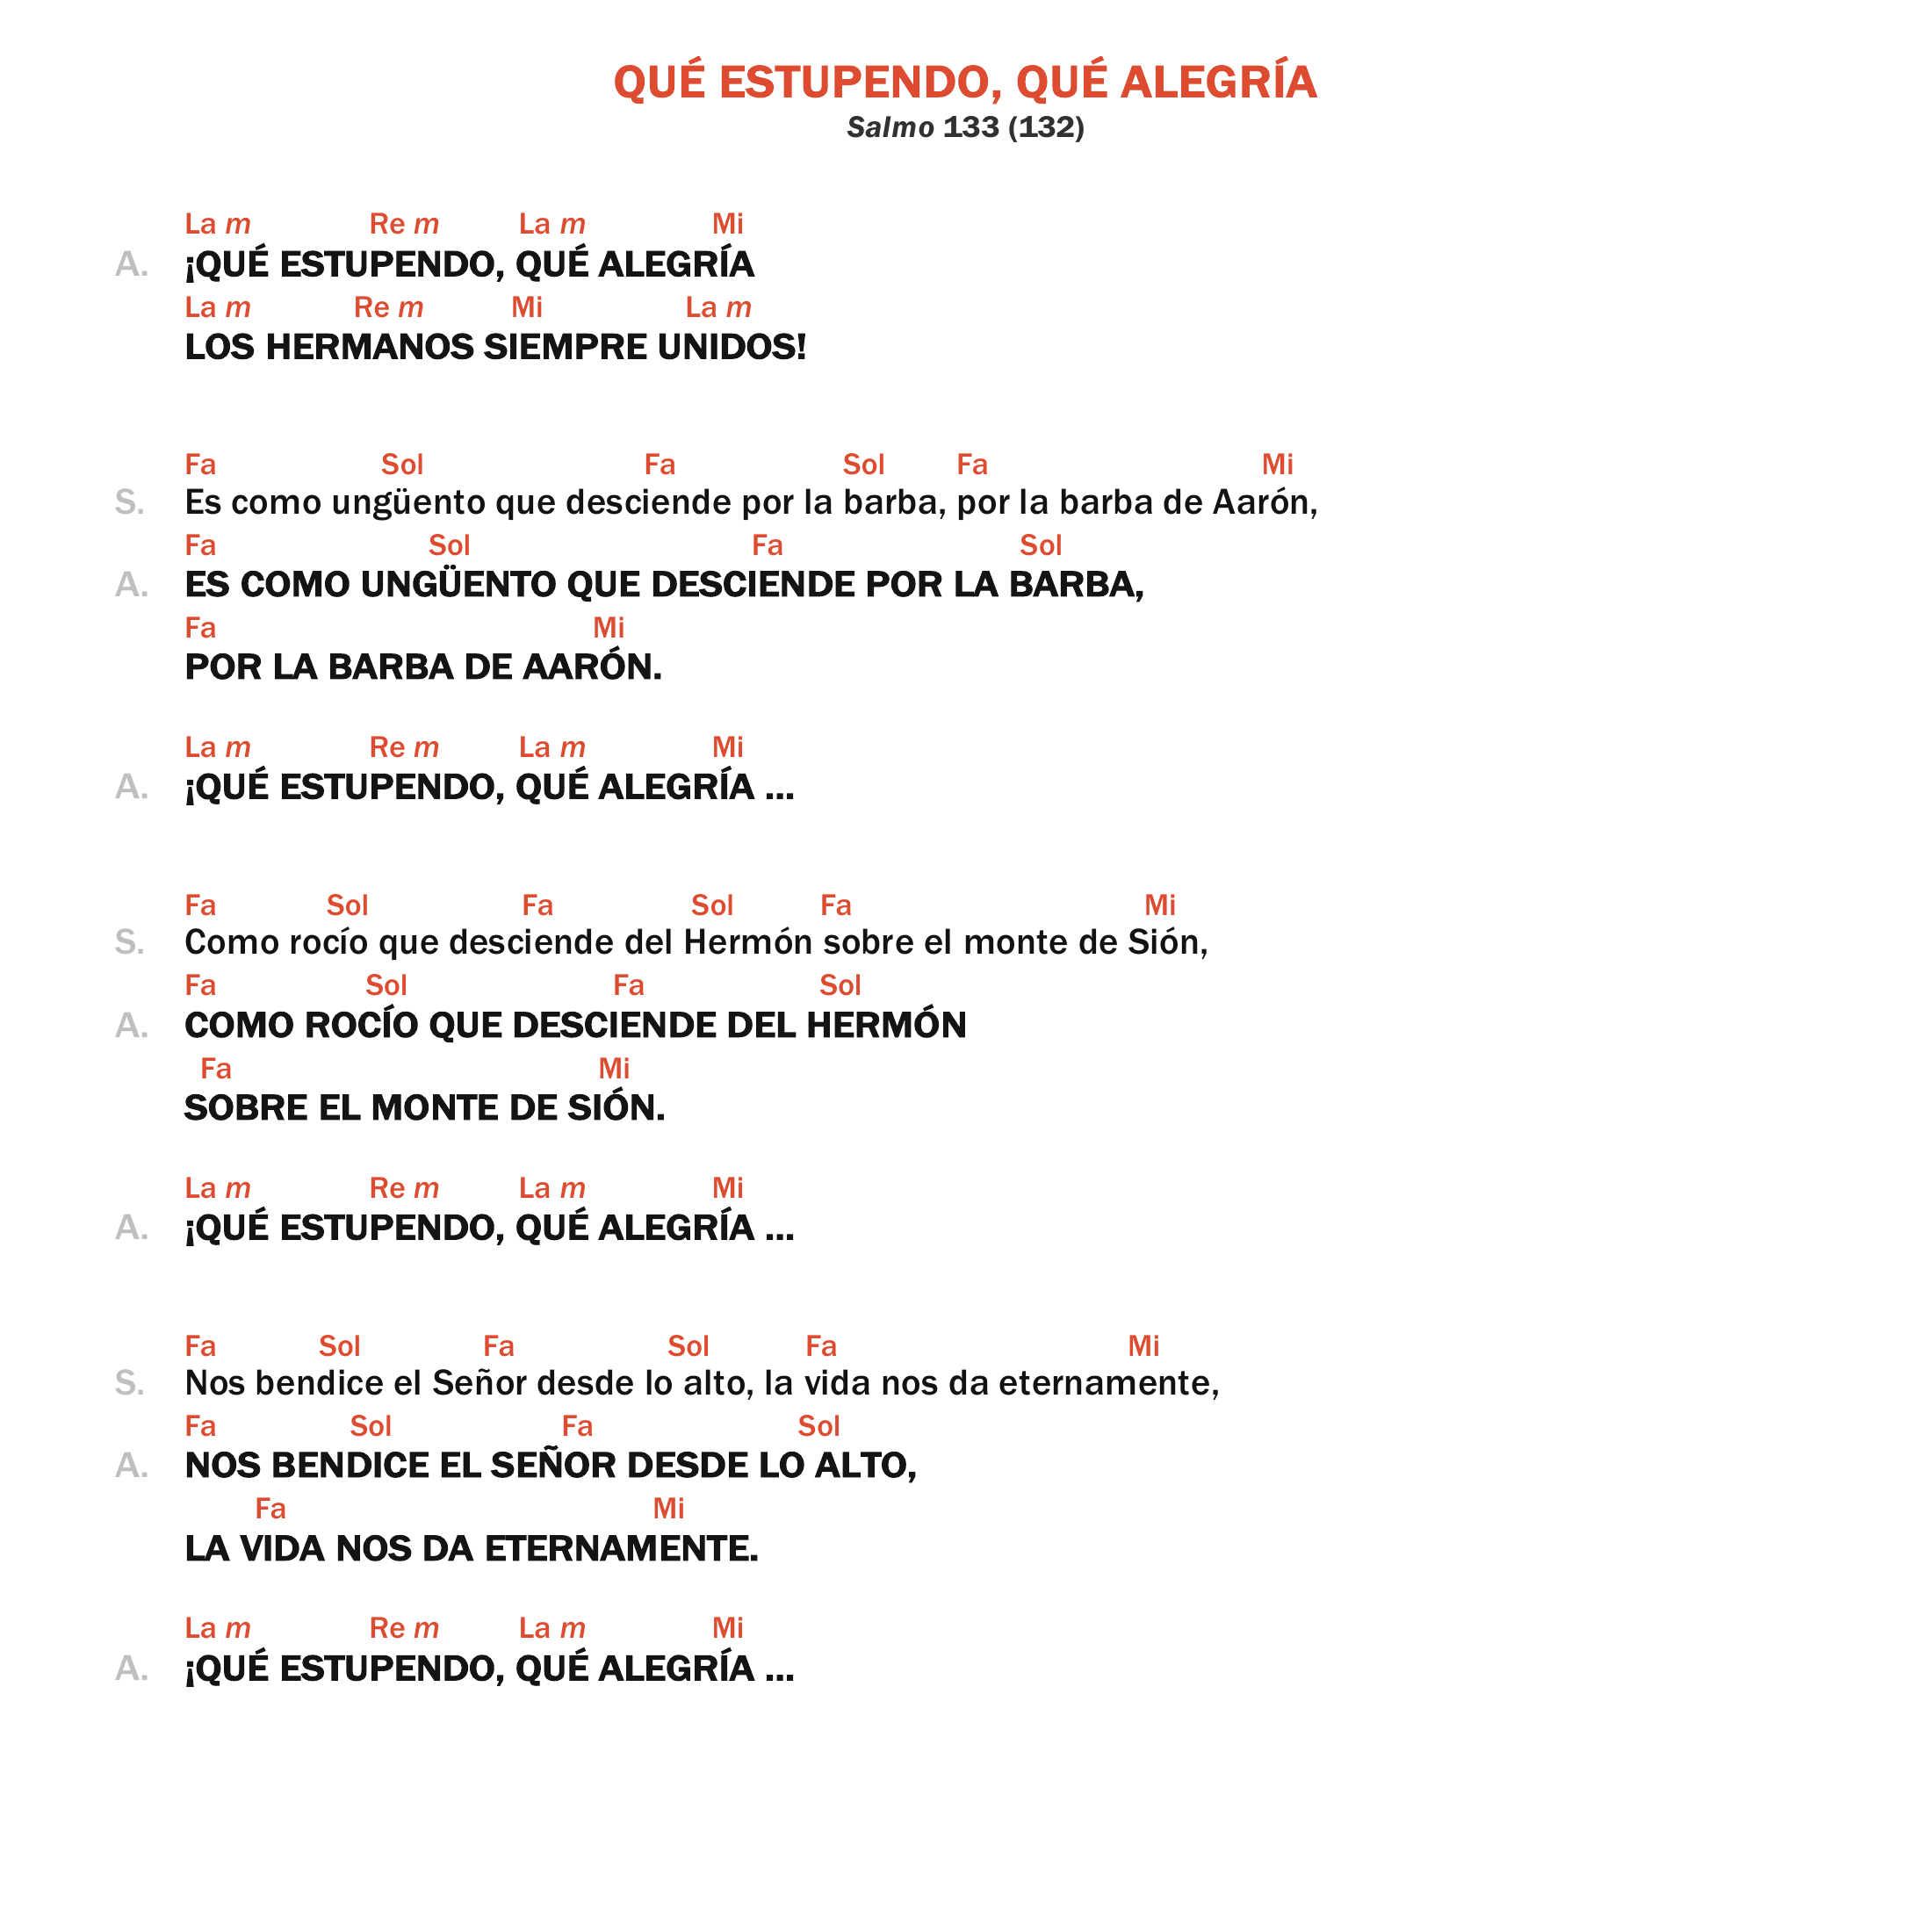 QUÉ ESTUPENDO, QUÉ ALEGRÍA
Salmo 133 (132)
La m Re m La m Mi
A. ¡QUÉ ESTUPENDO, QUÉ ALEGRÍA
La m Re m Mi La m
LOS HERMANOS SIEMPRE UNIDOS!
Fa Sol Fa Sol Fa Mi
S. Es como ungüento que desciende por la barba, por la barba de Aarón,
Fa Sol Fa Sol
A. ES COMO UNGÜENTO QUE DESCIENDE POR LA BARBA,
Fa Mi
POR LA BARBA DE AARÓN.
La m Re m La m Mi
A. ¡QUÉ ESTUPENDO, QUÉ ALEGRÍA ...
Fa Sol Fa Sol Fa Mi
S. Como rocío que desciende del Hermón sobre el monte de Sión,
Fa Sol Fa Sol
A. COMO ROCÍO QUE DESCIENDE DEL HERMÓN
Fa Mi
SOBRE EL MONTE DE SIÓN.
La m Re m La m Mi
A. ¡QUÉ ESTUPENDO, QUÉ ALEGRÍA ...
Fa Sol Fa Sol Fa Mi
S. Nos bendice el Señor desde lo alto, la vida nos da eternamente,
Fa Sol Fa Sol
A. NOS BENDICE EL SEÑOR DESDE LO ALTO,
Fa Mi
LA VIDA NOS DA ETERNAMENTE.
La m Re m La m Mi
A. ¡QUÉ ESTUPENDO, QUÉ ALEGRÍA ...